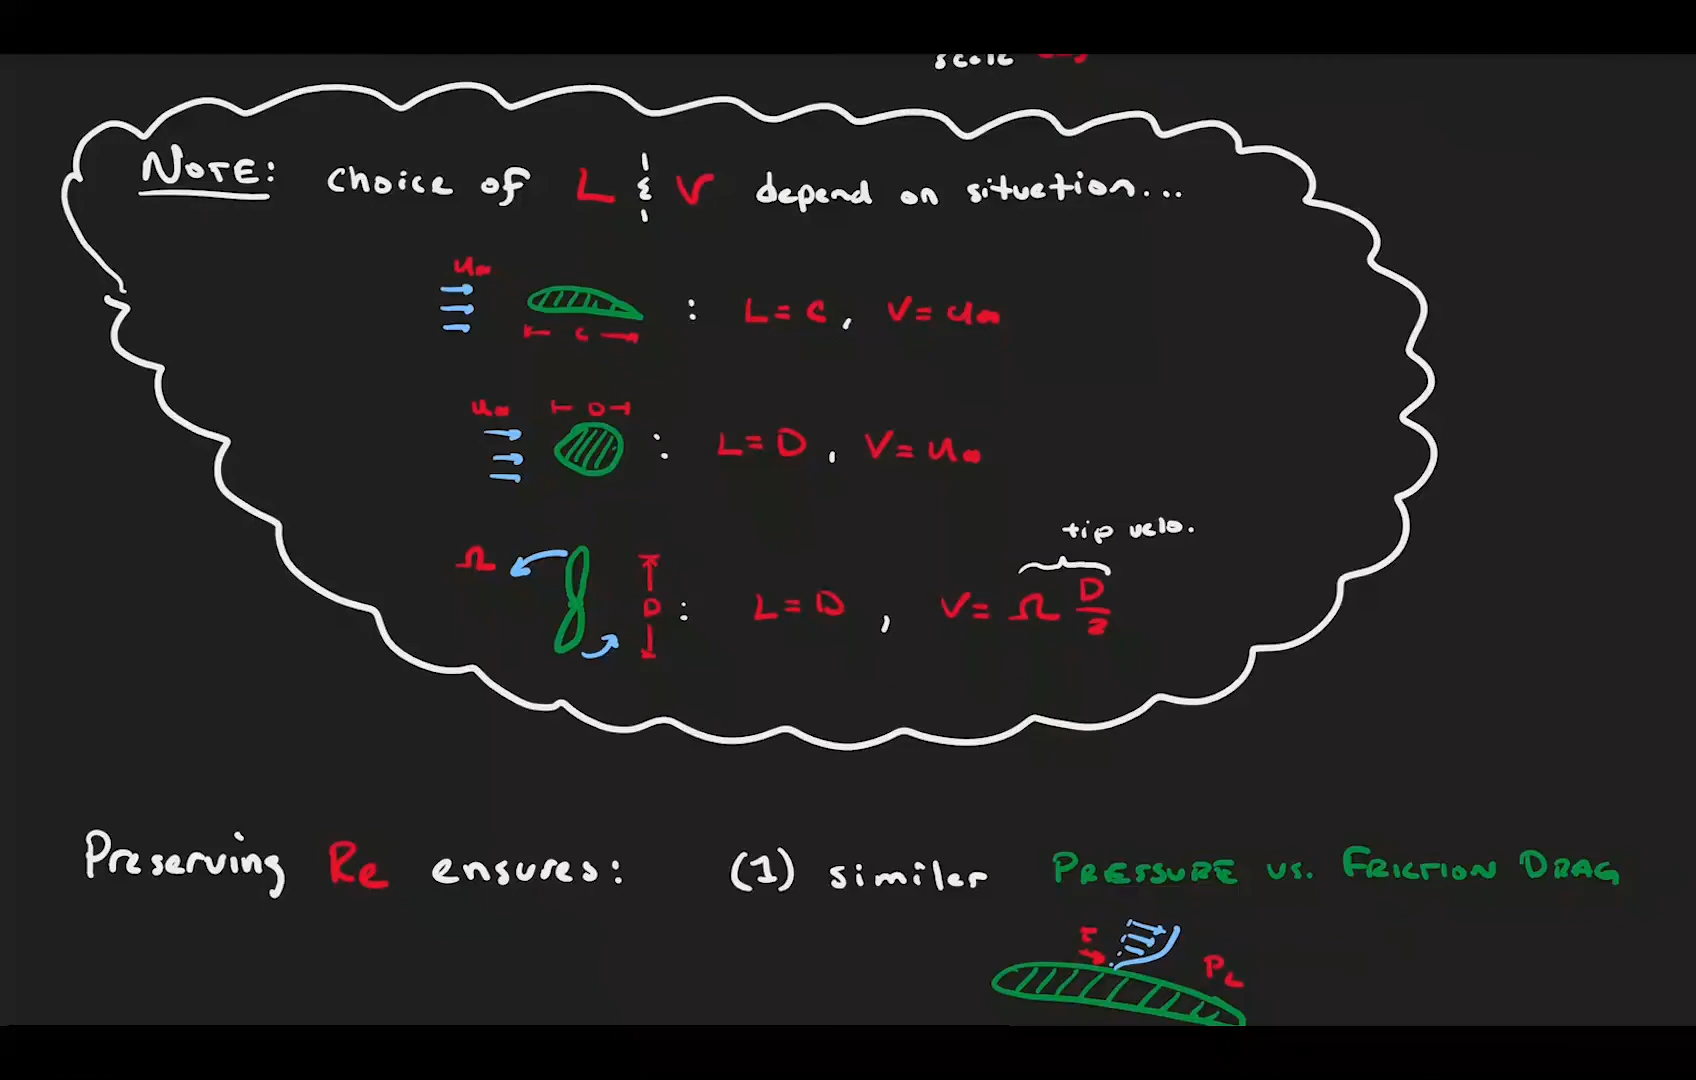 scale
NOTE: choice of L & V depend on situation...
u∞
c
: L = c, V = u∞
u∞ D
: L = D, V = u∞
tip velo.
Ω D : L = D, V = Ω D/2
Preserving Re ensures: (1) similar PRESSURE VS. FRICTION DRAG
τ
PL